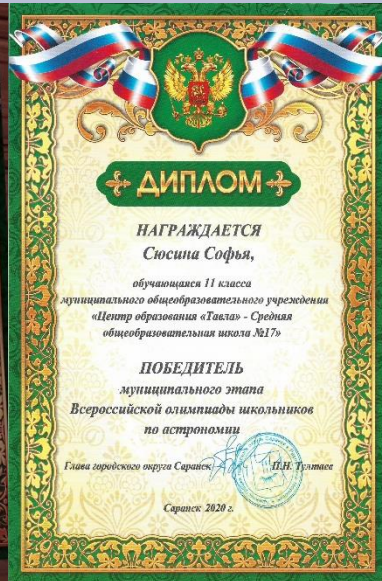 ДИПЛОМ
НАГРАЖДАЕТСЯ
Сюсина Софья,
обучающаяся 11 класса
муниципального общеобразовательного учреждения
«Центр образования «Тавла» - Средняя
общеобразовательная школа №17»
ПОБЕДИТЕЛЬ
муниципального этапа
Всероссийской олимпиады школьников
по астрономии
Глава городского округа Саранск П.Н. Тултаев
Саранск 2020 г.